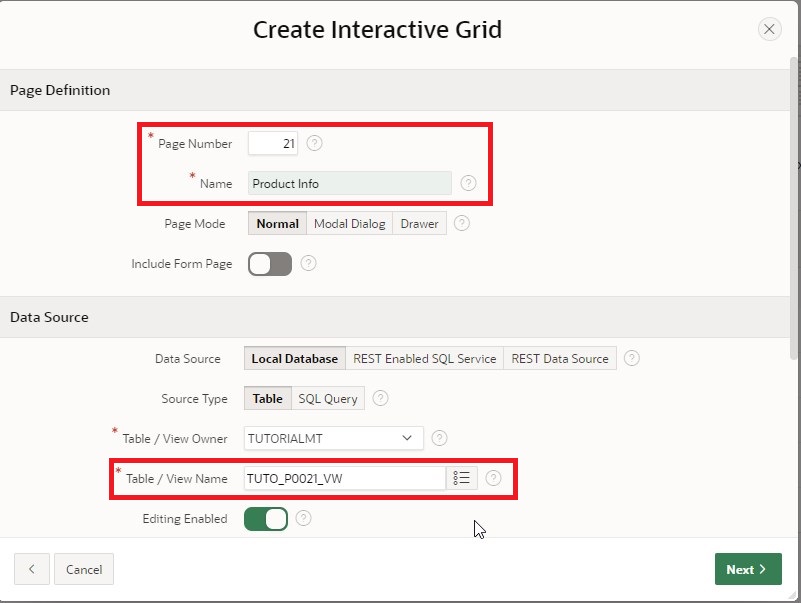 Create Interactive Grid
Page Definition
* Page Number 21 ?
* Name Product Info ?
Page Mode Normal Modal Dialog Drawer ?
Include Form Page ?
Data Source
Data Source Local Database REST Enabled SQL Service REST Data Source ?
Source Type Table SQL Query ?
* Table / View Owner TUTORIALMT ?
* Table / View Name TUTO_P0021_VW ?
Editing Enabled ?
< Cancel Next >